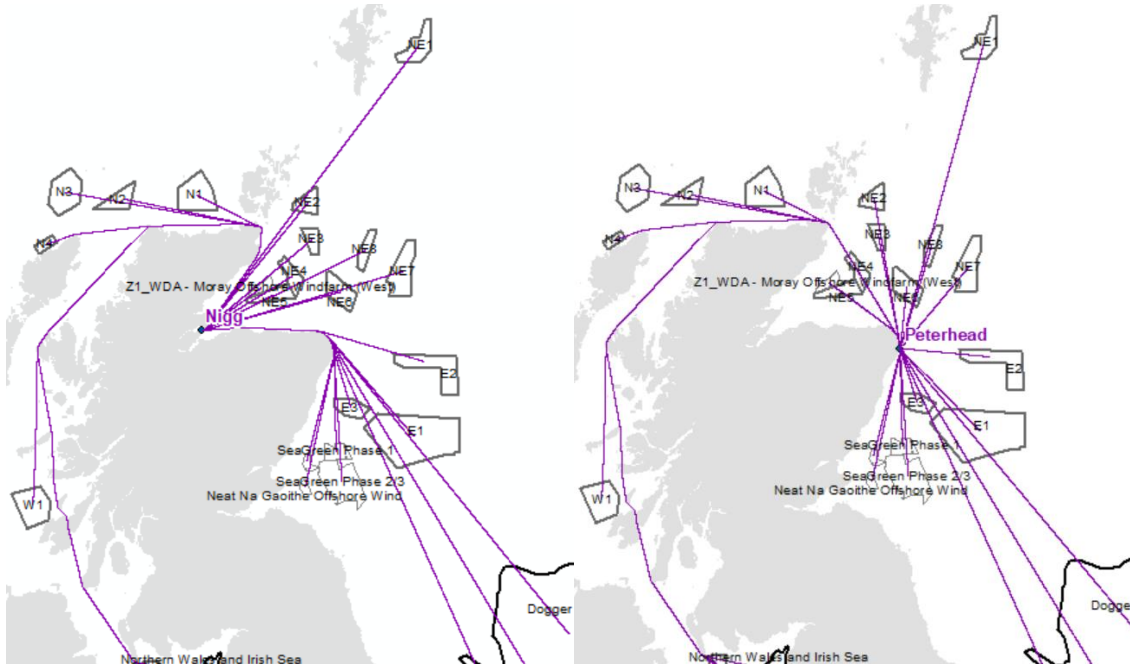 NE1
N3
N2
N1
NE2
N4
NE3
NE8
NE4
NE7
Z1_WDA - Moray Offshore Windfarm (West)
NE5
NE6
Nigg
E2
E3
E1
SeaGreen Phase 1
SeaGreen Phase 2/3
Neat Na Gaoithe Offshore Wind
W1
Dogger
Northern Wales and Irish Sea
NE1
N3
N2
N1
NE2
N4
NE3
NE8
NE4
NE7
Z1_WDA - Moray Offshore Windfarm (West)
NE5
NE6
Peterhead
E2
E3
E1
SeaGreen Phase 1
SeaGreen Phase 2/3
Neat Na Gaoithe Offshore Wind
W1
Dogge
Northern Wales and Irish Sea